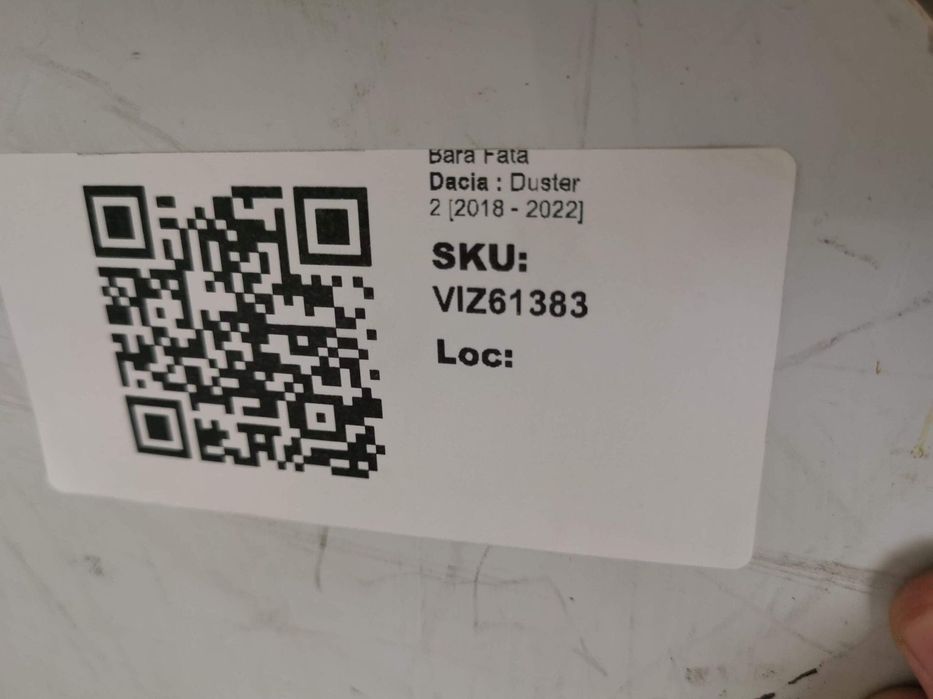 Bara Fata
Dacia : Duster
2 [2018 - 2022]
SKU:
VIZ61383
Loc: